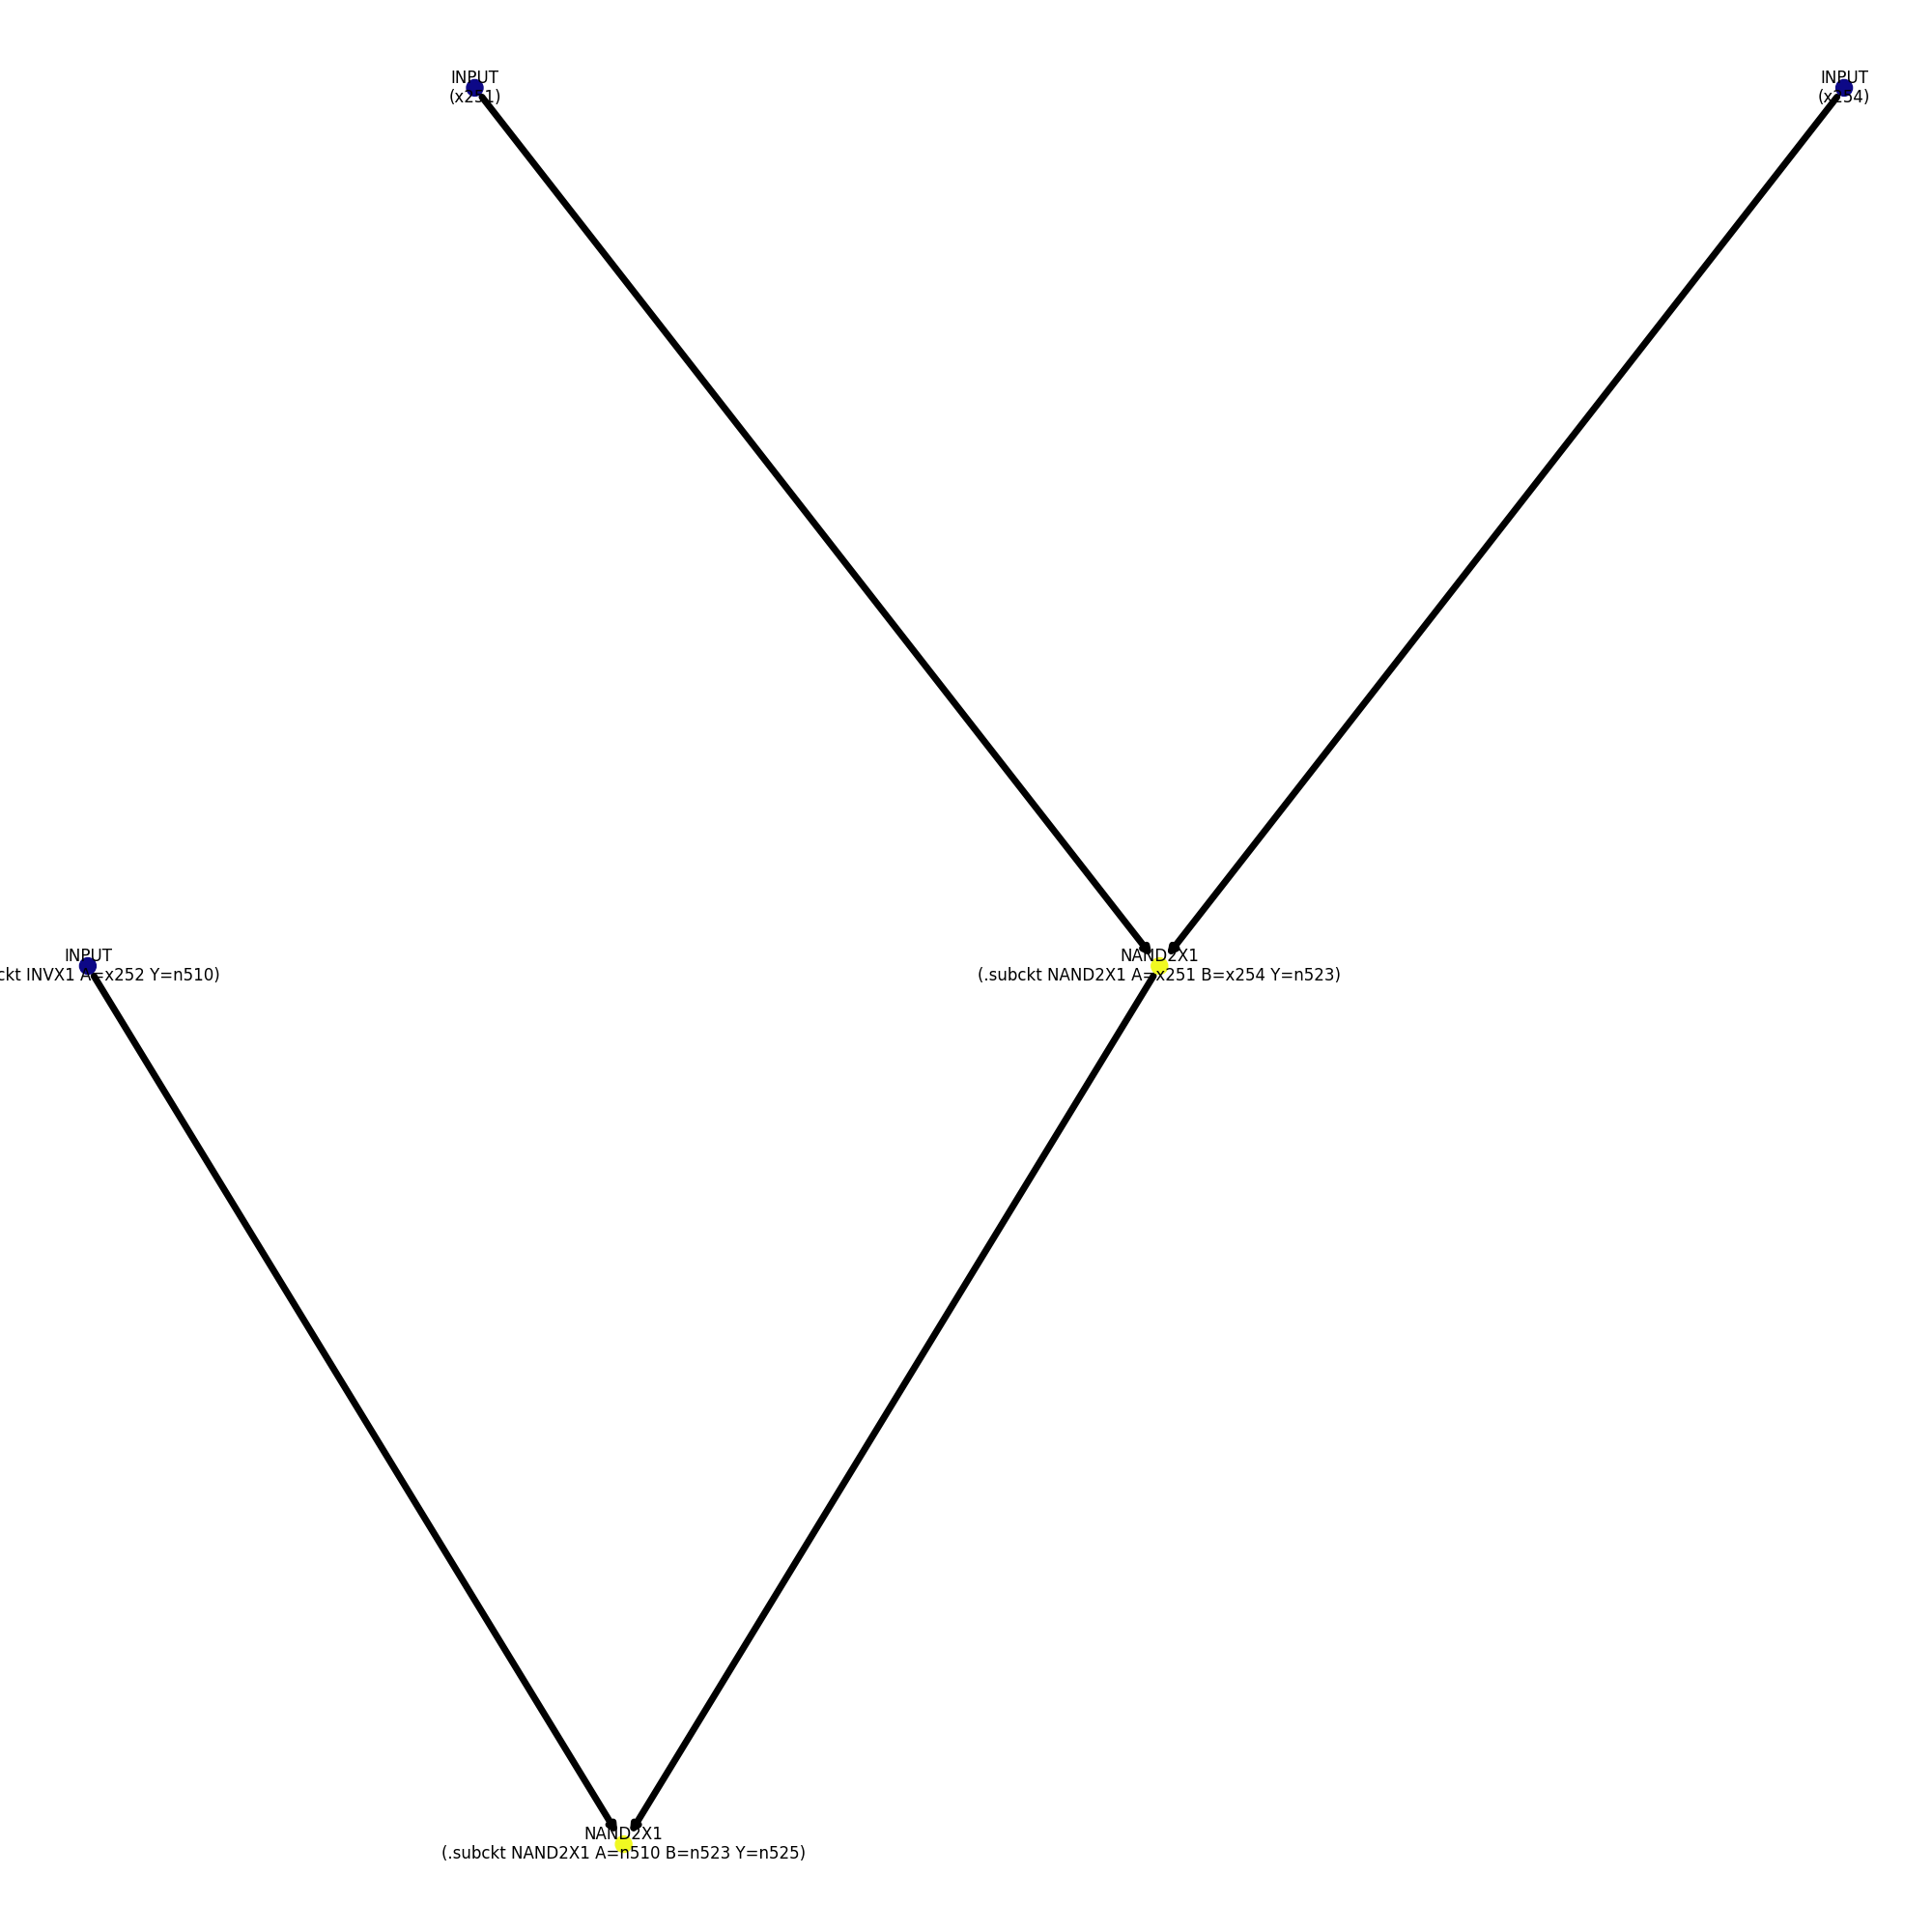 INPUT
(x251)
INPUT
(x254)
INPUT
ckt INVX1 A=x252 Y=n510)
NAND2X1
(.subckt NAND2X1 A=x251 B=x254 Y=n523)
NAND2X1
(.subckt NAND2X1 A=n510 B=n523 Y=n525)